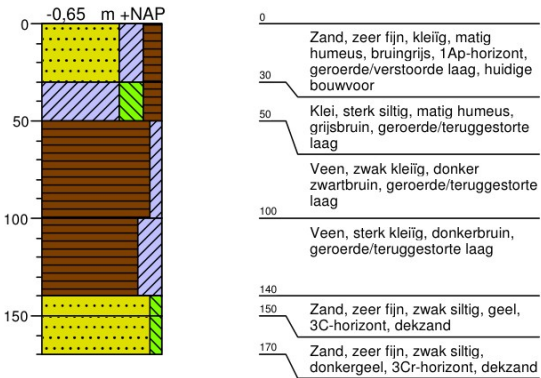 -0,65 m +NAP
0
50
100
150
0
Zand, zeer fijn, kleiïg, matig
humeus, bruingrijs, 1Ap-horizont,
geroerde/verstoorde laag, huidige
bouwvoor
30
Klei, sterk siltig, matig humeus,
grijsbruin, geroerde/teruggestorte
laag
50
Veen, zwak kleiïg, donker
zwartbruin, geroerde/teruggestorte
laag
100
Veen, sterk kleiïg, donkerbruin,
geroerde/teruggestorte laag
140
Zand, zeer fijn, zwak siltig, geel,
3C-horizont, dekzand
150
Zand, zeer fijn, zwak siltig,
donkergeel, 3Cr-horizont, dekzand
170